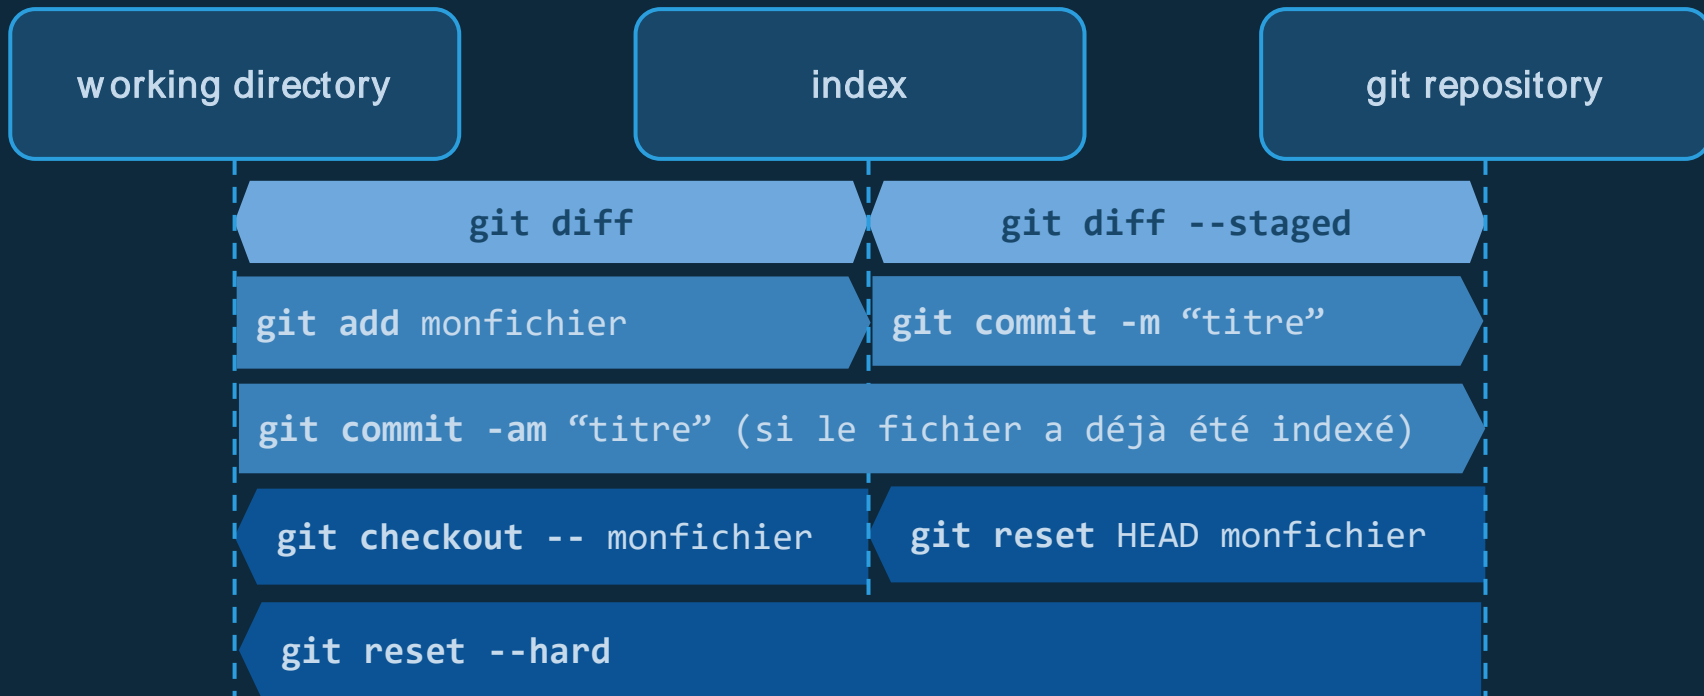 working directory
index
git repository
git diff
git diff --staged
git add monfichier
git commit -m “titre”
git commit -am “titre” (si le fichier a déjà été indexé)
git checkout -- monfichier
git reset HEAD monfichier
git reset --hard